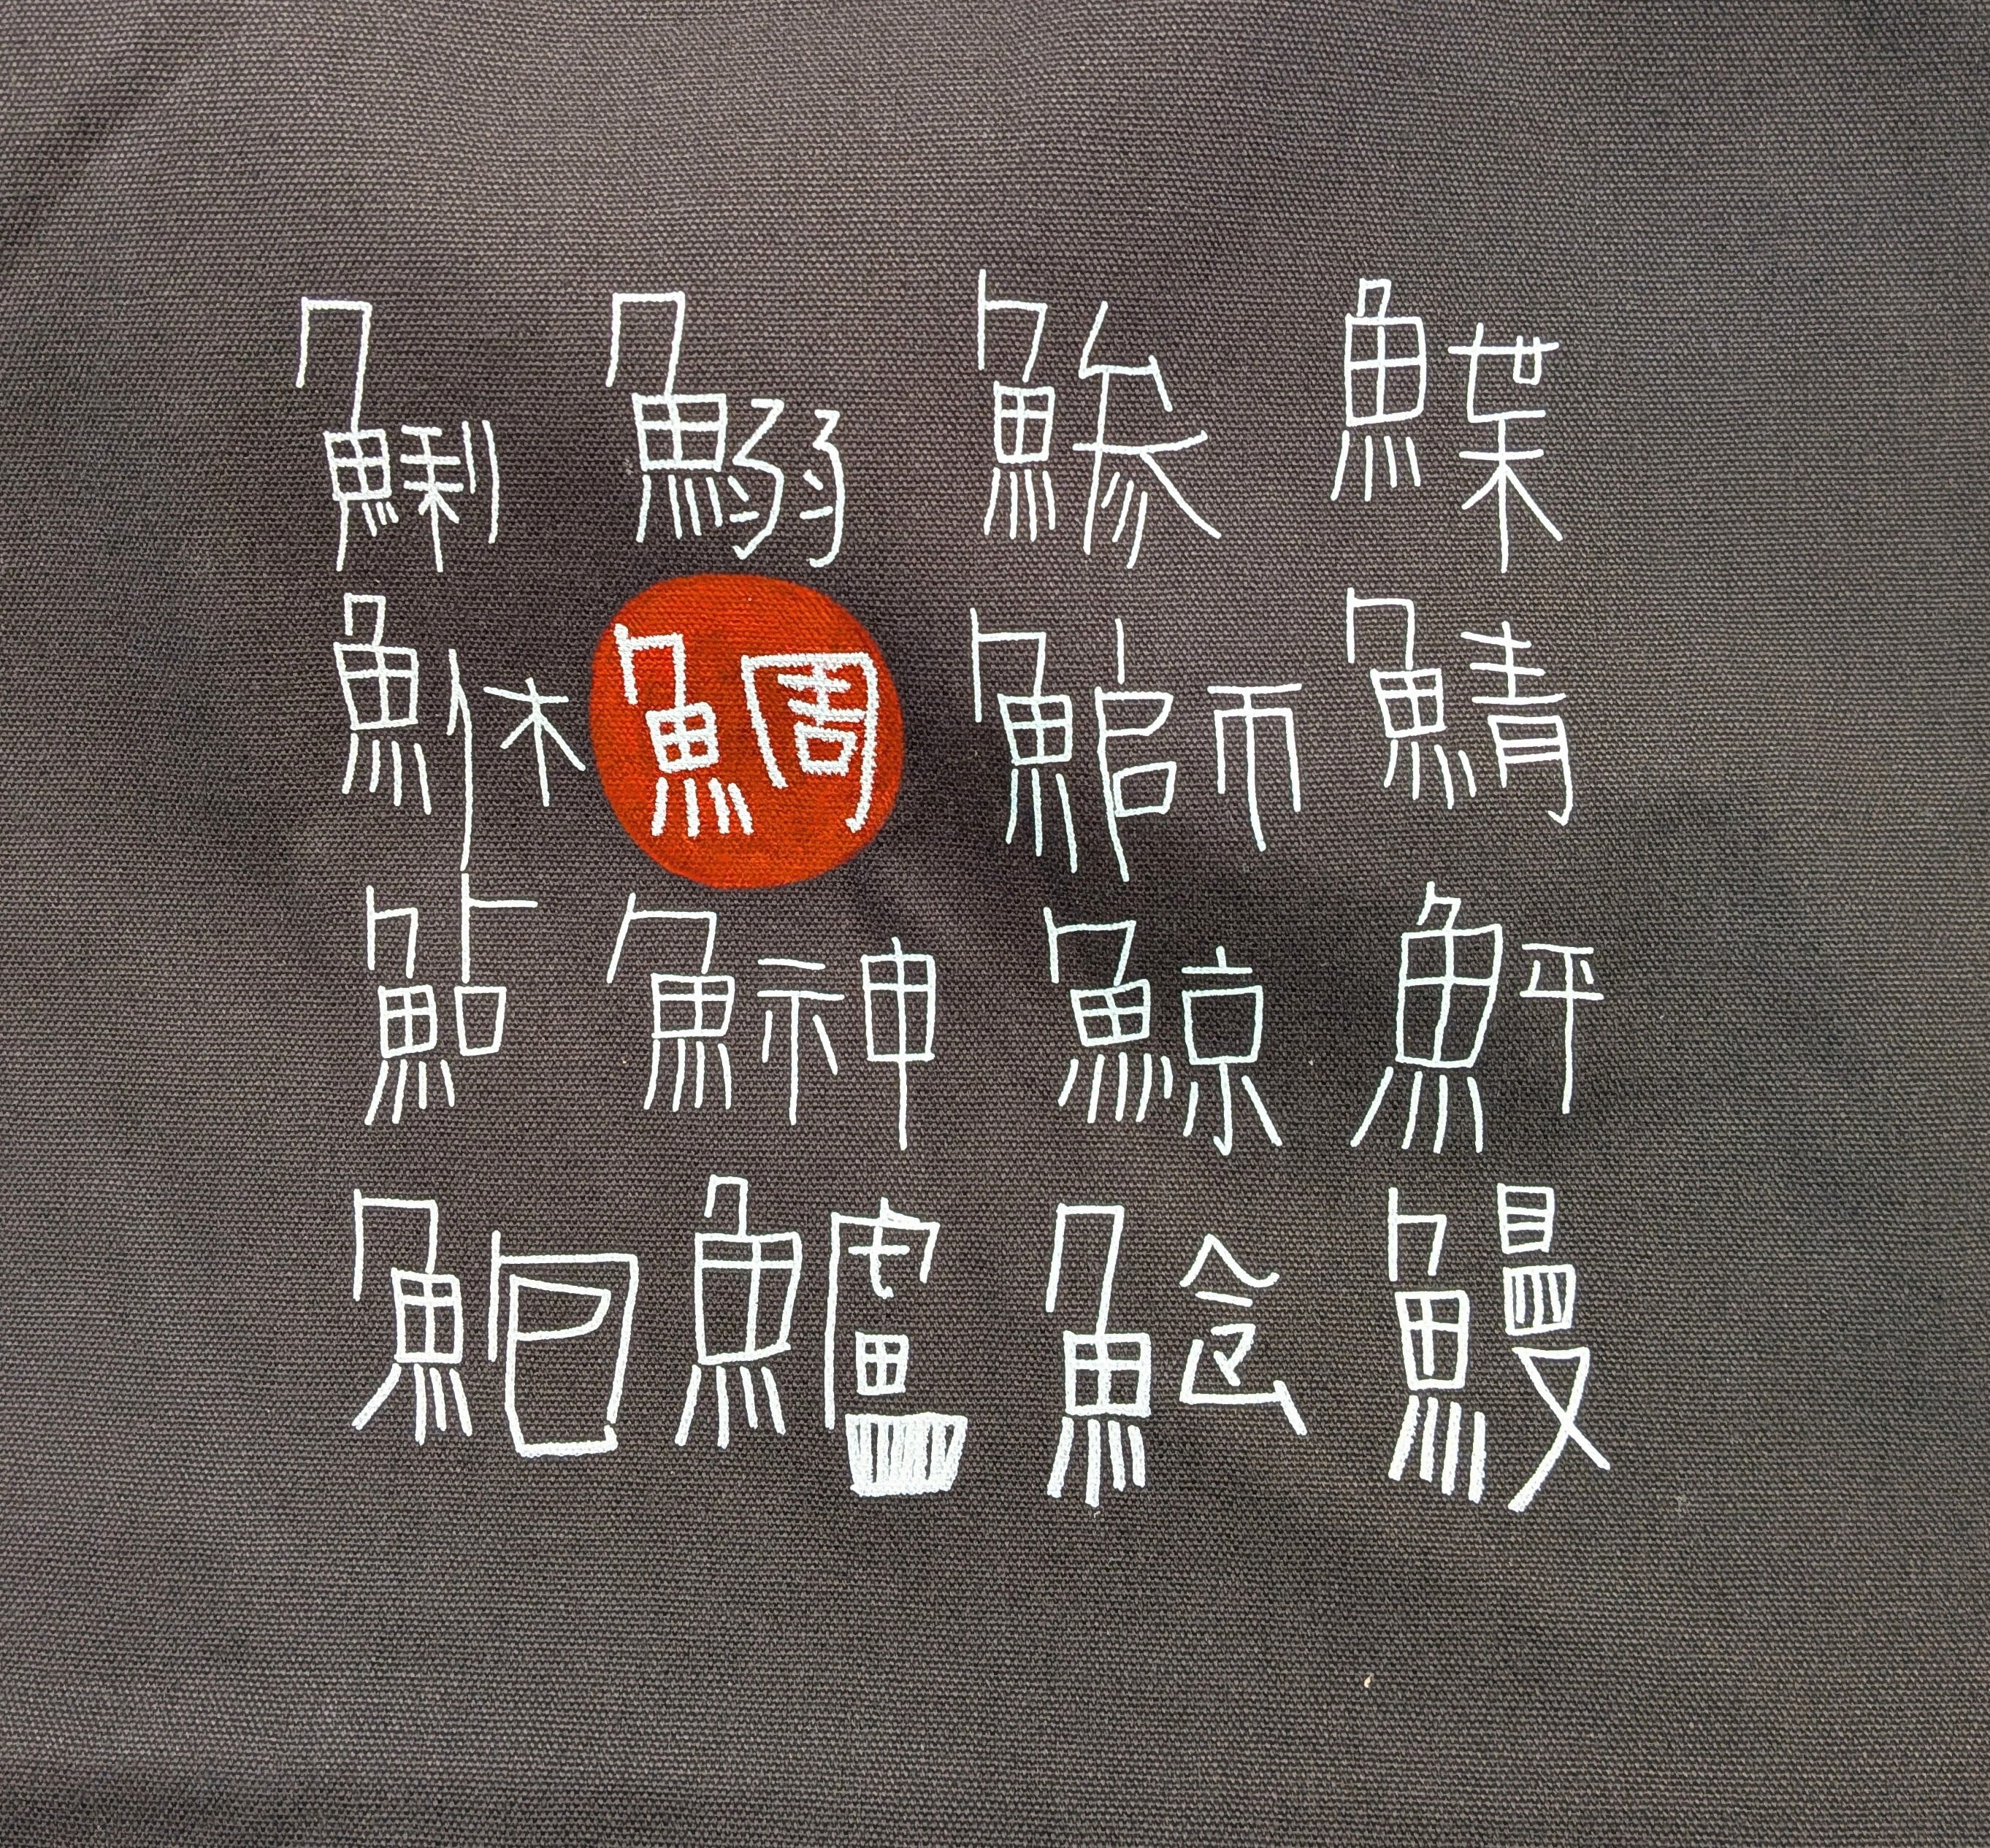 鯏 鰯 鯵 鰈
鮴 鯛 鰤 鯖
鮎 鰰 鯨 鮃
鮑 鱸 鯰 鰻